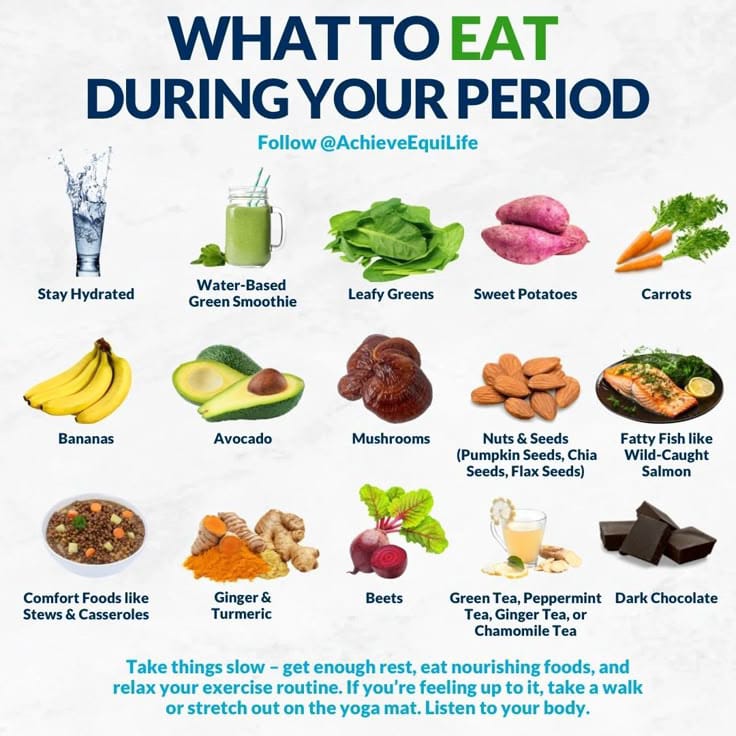 WHAT TO EAT
DURING YOUR PERIOD
Follow @AchieveEquiLife
Stay Hydrated
Water-Based
Green Smoothie
Leafy Greens
Sweet Potatoes
Carrots
Bananas
Avocado
Mushrooms
Nuts & Seeds
(Pumpkin Seeds, Chia
Seeds, Flax Seeds)
Fatty Fish like
Wild-Caught
Salmon
Comfort Foods like
Stews & Casseroles
Ginger &
Turmeric
Beets
Green Tea, Peppermint
Tea, Ginger Tea, or
Chamomile Tea
Dark Chocolate
Take things slow – get enough rest, eat nourishing foods, and
relax your exercise routine. If you’re feeling up to it, take a walk
or stretch out on the yoga mat. Listen to your body.